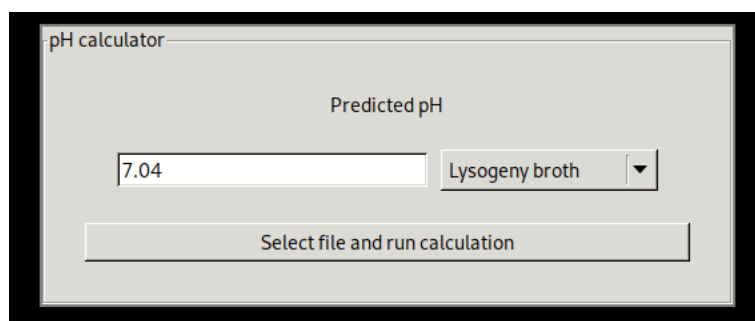 pH calculator
Predicted pH
7.04 Lysogeny broth
Select file and run calculation